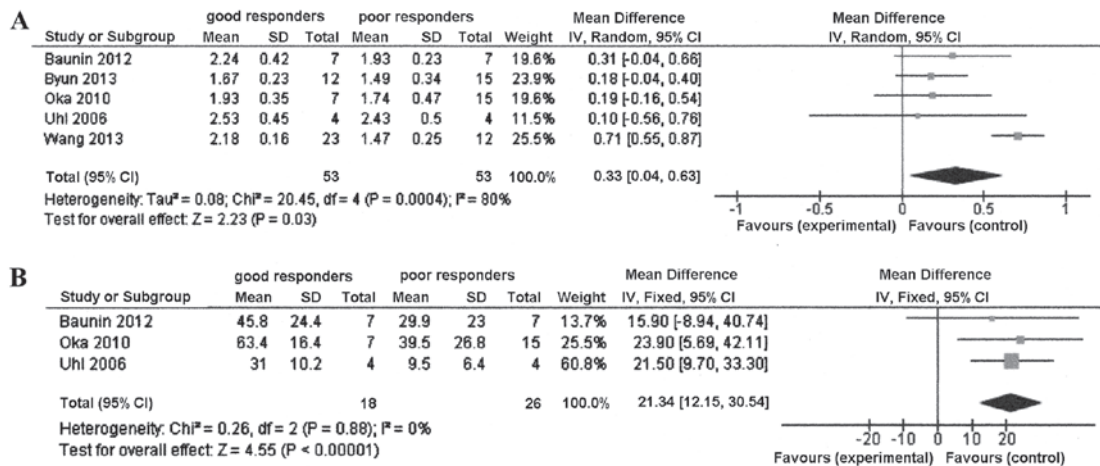 A
good responders poor responders Mean Difference Mean Difference
Study or Subgroup Mean SD Total Mean SD Total Weight IV, Random, 95% CI IV, Random, 95% CI
Baunin 2012 2.24 0.42 7 1.93 0.23 7 19.6% 0.31 [-0.04, 0.66]
Byun 2013 1.67 0.23 12 1.49 0.34 15 23.9% 0.18 [-0.04, 0.40]
Oka 2010 1.93 0.35 7 1.74 0.47 15 19.6% 0.19 [-0.16, 0.54]
Uhl 2006 2.53 0.45 4 2.43 0.5 4 11.5% 0.10 [-0.56, 0.76]
Wang 2013 2.18 0.16 23 1.47 0.25 12 25.5% 0.71 [0.55, 0.87]
Total (95% CI) 53 53 100.0% 0.33 [0.04, 0.63]
Heterogeneity: Tau² = 0.08; Chi² = 20.45, df = 4 (P = 0.0004); I² = 80%
Test for overall effect: Z = 2.23 (P = 0.03)
-1 -0.5 0 0.5 1
Favours (experimental) Favours (control)
B
good responders poor responders Mean Difference Mean Difference
Study or Subgroup Mean SD Total Mean SD Total Weight IV, Fixed, 95% CI IV, Fixed, 95% CI
Baunin 2012 45.8 24.4 7 29.9 23 7 13.7% 15.90 [-8.94, 40.74]
Oka 2010 63.4 16.4 7 39.5 26.8 15 25.5% 23.90 [5.69, 42.11]
Uhl 2006 31 10.2 4 9.5 6.4 4 60.8% 21.50 [9.70, 33.30]
Total (95% CI) 18 26 100.0% 21.34 [12.15, 30.54]
Heterogeneity: Chi² = 0.26, df = 2 (P = 0.88); I² = 0%
Test for overall effect: Z = 4.55 (P < 0.00001)
-20 -10 0 10 20
Favours (experimental) Favours (control)